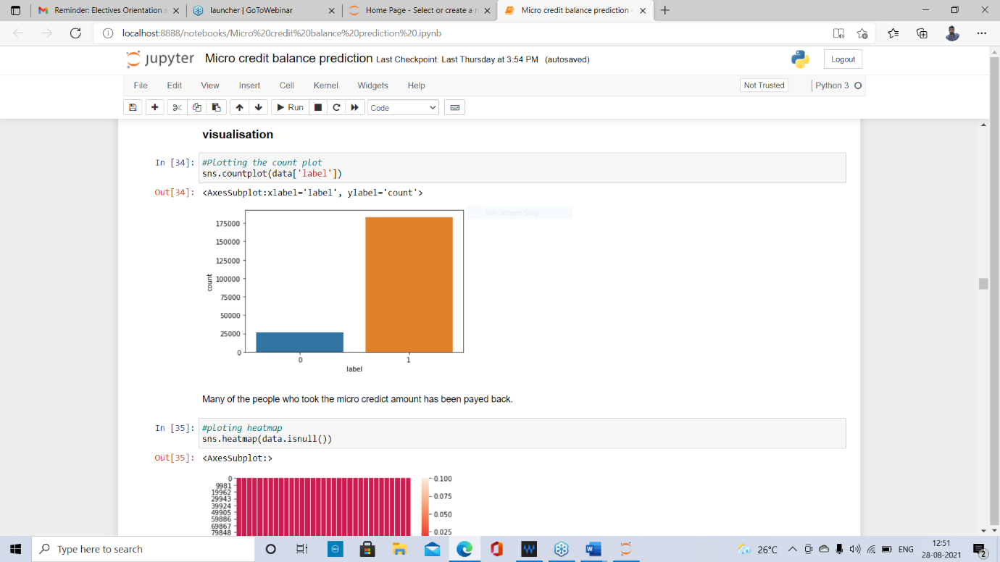 Reminder: Electives Orientation s
launcher | GoToWebinar
Home Page - Select or create a n
Micro credit balance prediction -
localhost:8888/notebooks/Micro%20credit%20balance%20prediction%20.ipynb
jupyter Micro credit balance prediction Last Checkpoint: Last Thursday at 3:54 PM (autosaved)
Logout
File Edit View Insert Cell Kernel Widgets Help
Not Trusted
Python 3
Run
Code
visualisation
In [34]: #Plotting the count plot
sns.countplot(data['label'])
Out[34]: <AxesSubplot:xlabel='label', ylabel='count'>
Full-screen Snip
175000
150000
125000
100000
75000
50000
25000
0
count
0 1
label
Many of the people who took the micro credict amount has been payed back.
In [35]: #ploting heatmap
sns.heatmap(data.isnull())
Out[35]: <AxesSubplot:>
0
9981
19962
29943
39924
49905
59886
69867
79848
0.100
0.075
0.050
0.025
Type here to search
26°C
ENG
12:51
28-08-2021
2